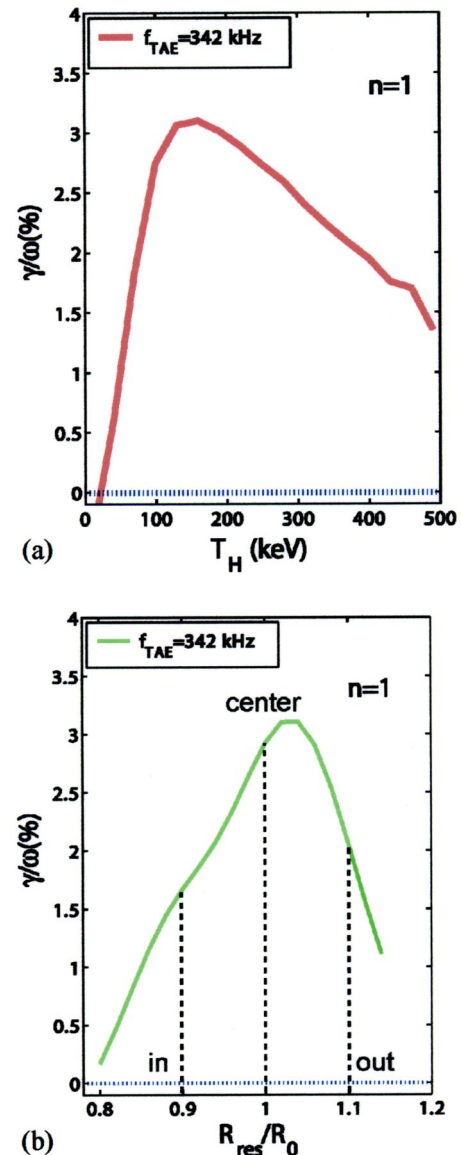 f_TAE=342 kHz
n=1
4
3.5
3
2.5
2
1.5
1
0.5
0
γ/ω(%)
0 100 200 300 400 500
T_H (keV)
(a)
f_TAE=342 kHz
n=1
center
4
3.5
3
2.5
2
1.5
1
0.5
0
γ/ω(%)
in
out
0.8 0.9 1 1.1 1.2
R_res/R_0
(b)